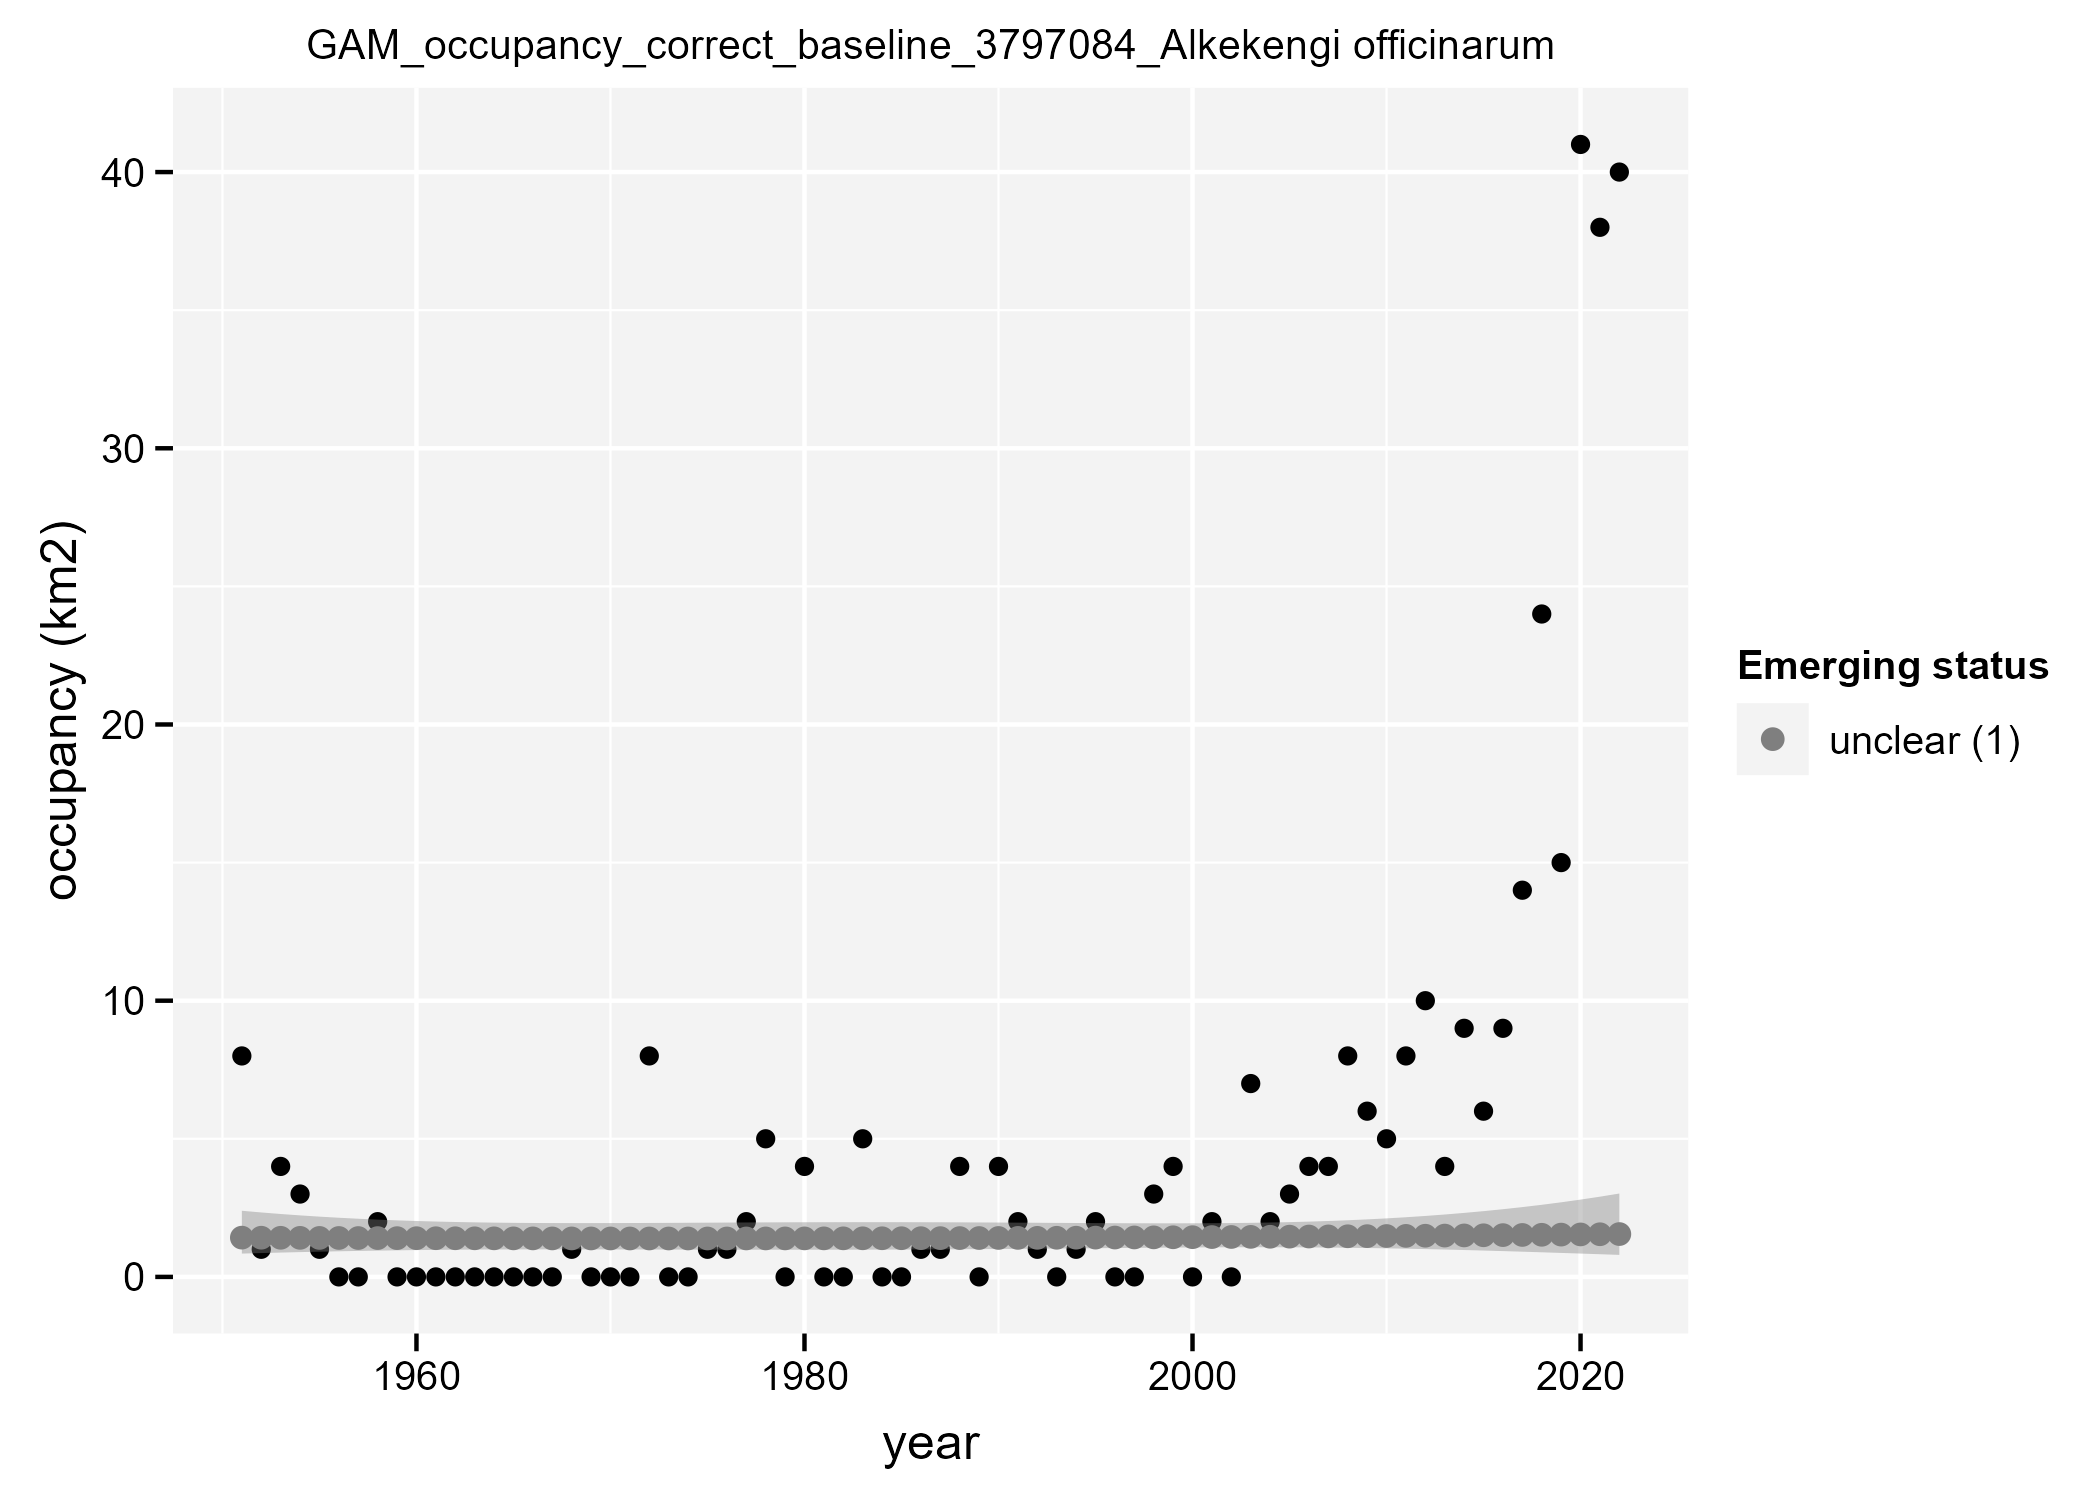 GAM_occupancy_correct_baseline_3797084_Alkekengi officinarum
occupancy (km2)
40
30
20
10
0
1960 1980 2000 2020
year
Emerging status
unclear (1)